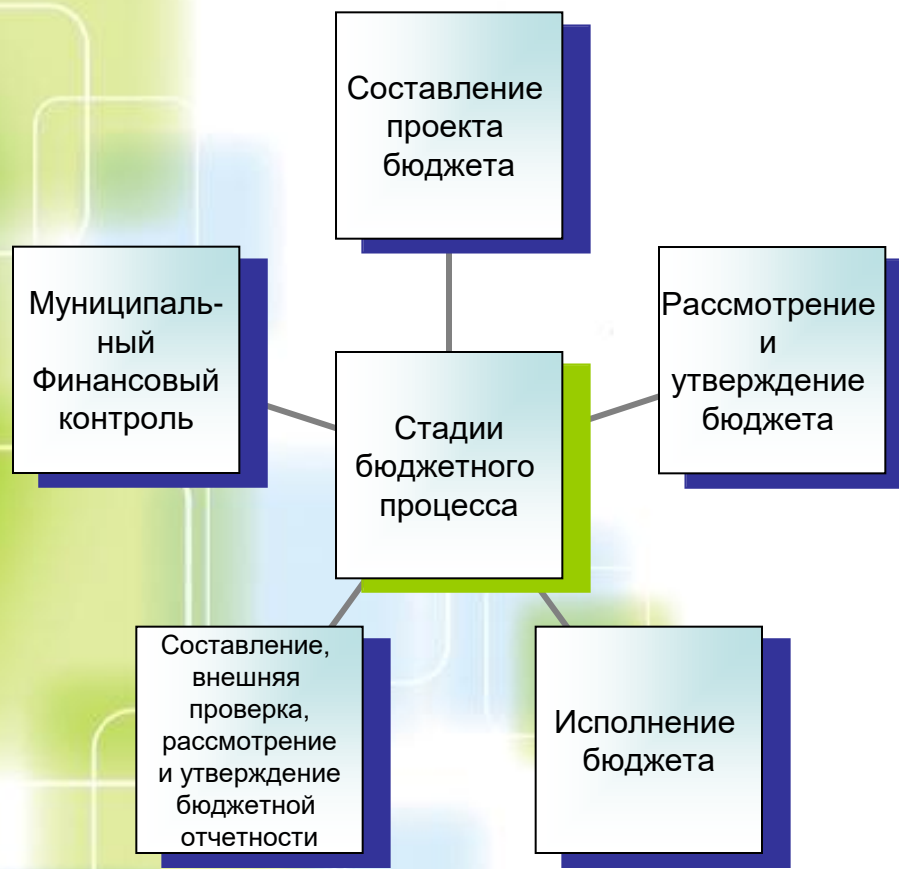 Составление
проекта
бюджета
Муниципаль-
ный
Финансовый
контроль
Рассмотрение
и
утверждение
бюджета
Стадии
бюджетного
процесса
Составление,
внешняя
проверка,
рассмотрение
и утверждение
бюджетной
отчетности
Исполнение
бюджета